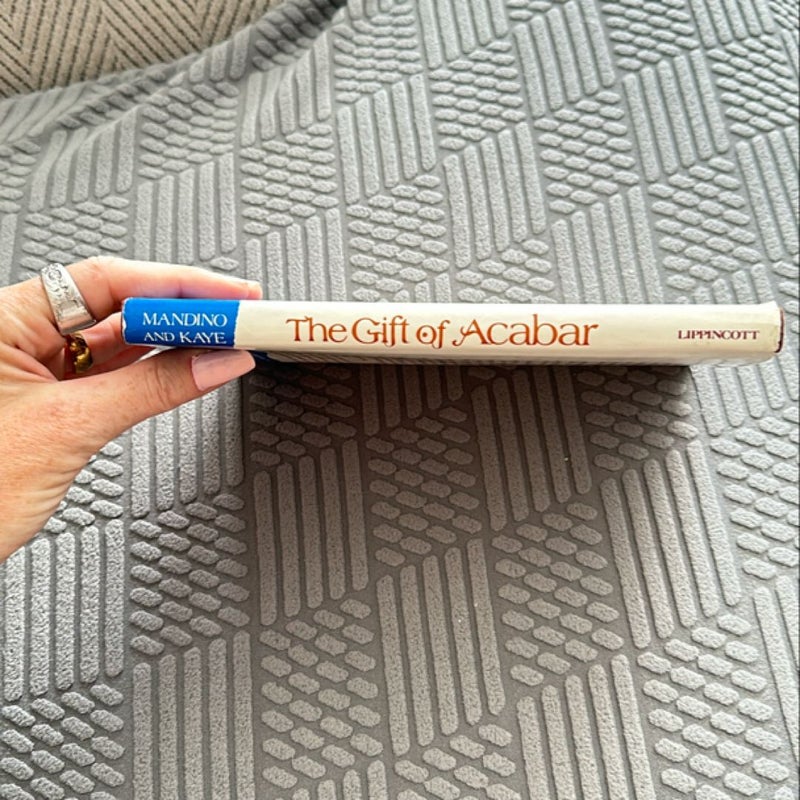 MANDINO
AND KAYE
The Gift of Acabar
LIPPINCOTT